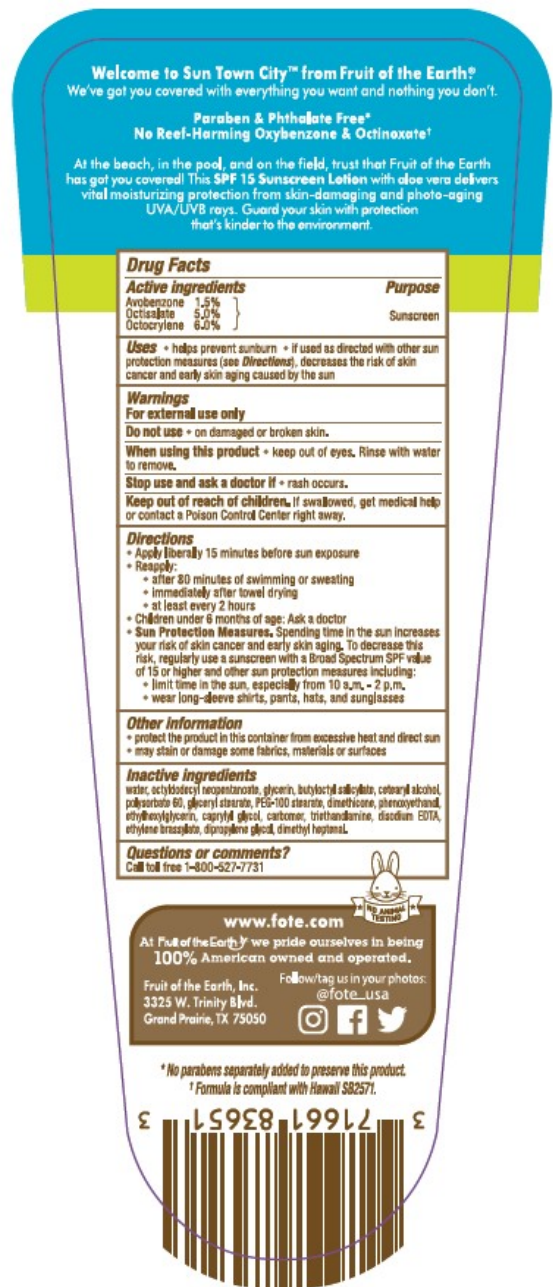 Welcome to Sun Town City™ from Fruit of the Earth®
We've got you covered with everything you want and nothing you don't.
Paraben & Phthalate Free*
No Reef-Harming Oxybenzone & Octinoxate†
At the beach, in the pool, and on the field, trust that Fruit of the Earth
has got you covered! This SPF 15 Sunscreen Lotion with aloe vera delivers
vital moisturizing protection from skin-damaging and photo-aging
UVA/UVB rays. Guard your skin with protection
that's kinder to the environment.
Drug Facts
Active ingredients Purpose
Avobenzone 1.5%
Octisalate 5.0% Sunscreen
Octocrylene 6.0%
Uses • helps prevent sunburn • if used as directed with other sun
protection measures (see Directions), decreases the risk of skin
cancer and early skin aging caused by the sun
Warnings
For external use only
Do not use • on damaged or broken skin.
When using this product • keep out of eyes. Rinse with water
to remove.
Stop use and ask a doctor if • rash occurs.
Keep out of reach of children. If swallowed, get medical help
or contact a Poison Control Center right away.
Directions
• Apply liberally 15 minutes before sun exposure
• Reapply:
• after 80 minutes of swimming or sweating
• immediately after towel drying
• at least every 2 hours
• Children under 6 months of age: Ask a doctor
• Sun Protection Measures. Spending time in the sun increases
your risk of skin cancer and early skin aging. To decrease this
risk, regularly use a sunscreen with a Broad Spectrum SPF value
of 15 or higher and other sun protection measures including:
• limit time in the sun, especially from 10 a.m. - 2 p.m.
• wear long-sleeve shirts, pants, hats, and sunglasses
Other information
• protect the product in this container from excessive heat and direct sun
• may stain or damage some fabrics, materials or surfaces
Inactive ingredients
water, octyldodecyl neopentanoate, glycerin, butyloctyl salicylate, cetearyl alcohol,
polysorbate 60, glyceryl stearate, PEG-100 stearate, dimethicone, phenoxyethanol,
ethylhexylglycerin, caprylyl glycol, carbomer, triethanolamine, disodium EDTA,
ethylene brassylate, dipropylene glycol, dimethyl heptenal.
Questions or comments?
Call toll free 1-800-527-7731
NO ANIMAL
TESTING
www.fote.com
At Fruit of the Earth, we pride ourselves in being
100% American owned and operated.
Fruit of the Earth, Inc.
3325 W. Trinity Blvd.
Grand Prairie, TX 75050
Follow/tag us in your photos:
@fote_usa
* No parabens separately added to preserve this product.
† Formula is compliant with Hawaii SB2571.
3 71661 83651 3